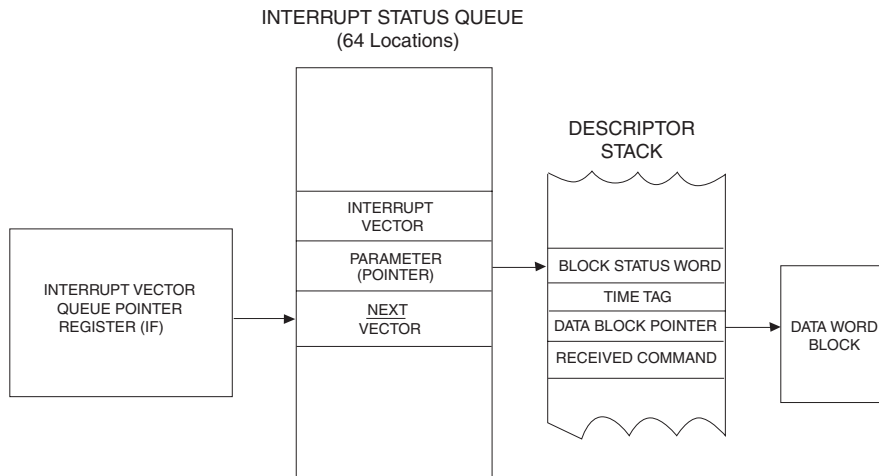 INTERRUPT STATUS QUEUE
(64 Locations)
DESCRIPTOR
STACK
INTERRUPT
VECTOR
PARAMETER
(POINTER)
NEXT
VECTOR
INTERRUPT VECTOR
QUEUE POINTER
REGISTER (IF)
BLOCK STATUS WORD
TIME TAG
DATA BLOCK POINTER
RECEIVED COMMAND
DATA WORD
BLOCK